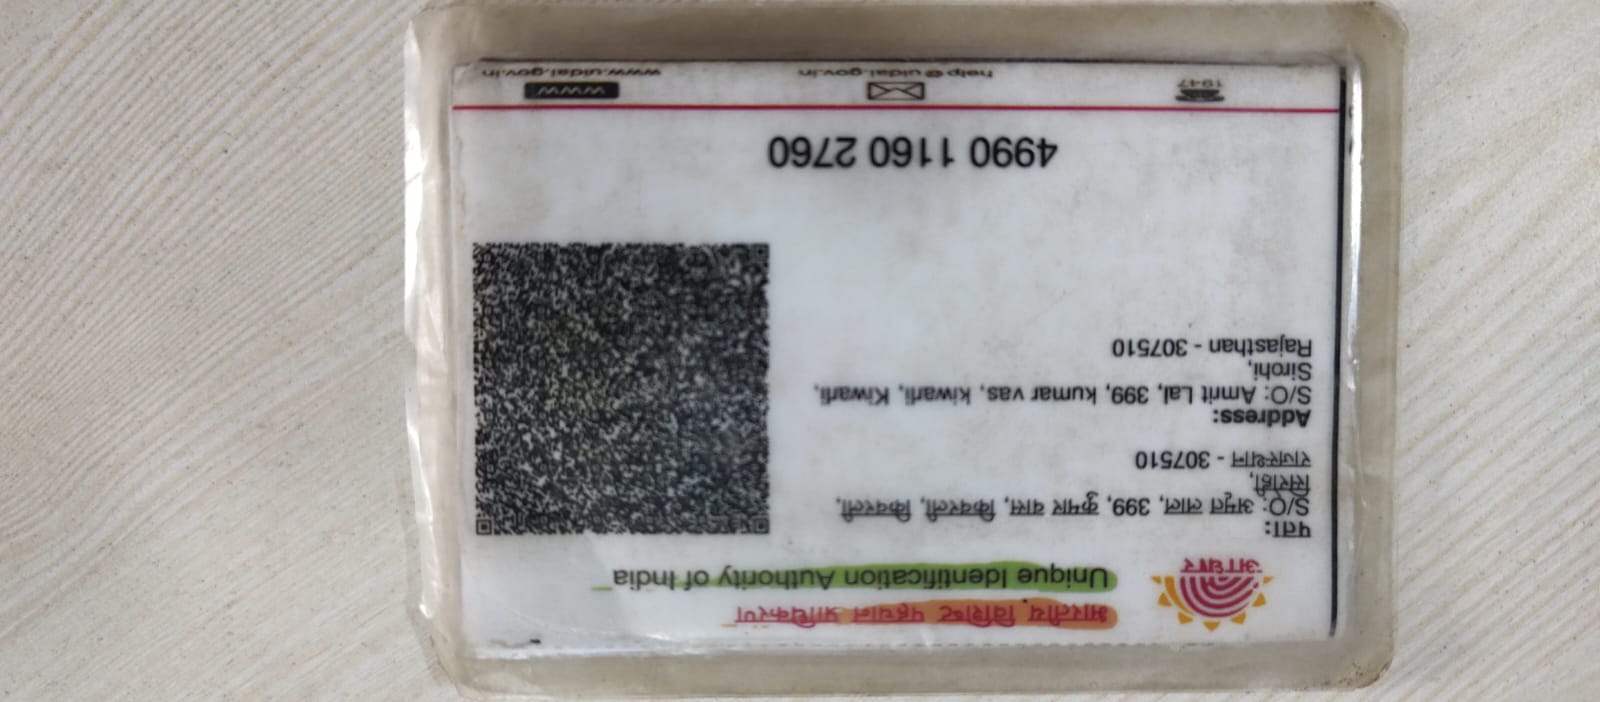 भारतीय विशिष्ट पहचान प्राधिकरण
Unique Identification Authority of India
आधार
पता:
S/O: अमृत लाल, 399, कुमार वास, किवरली, किवरली,
सिरोही,
राजस्थान - 307510
Address:
S/O: Amrit Lal, 399, kumar vas, kiwarli, Kiwarli,
Sirohi,
Rajasthan - 307510
4990 1160 2760
1947
help@uidai.gov.in
WWW
www.uidai.gov.in